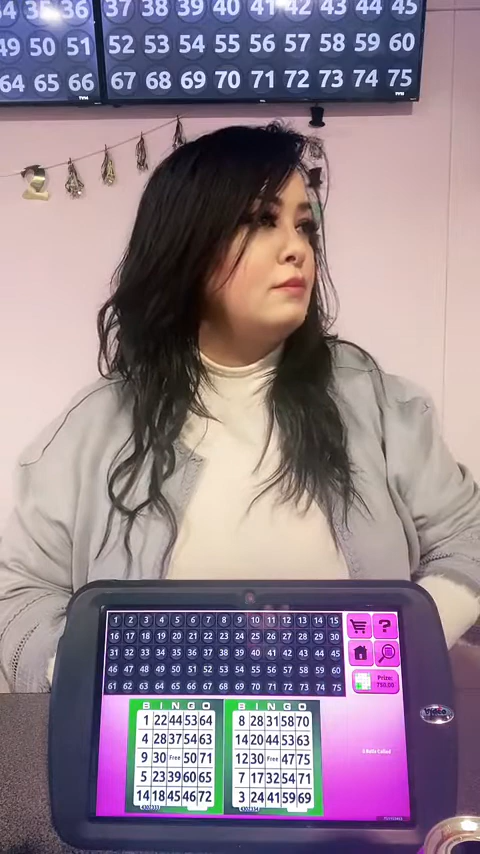 34 35 36 37 38 39 40 41 42 43 44 45
49 50 51 52 53 54 55 56 57 58 59 60
64 65 66 67 68 69 70 71 72 73 74 75
1 2 3 4 5 6 7 8 9 10 11 12 13 14 15
16 17 18 19 20 21 22 23 24 25 26 27 28 29 30
31 32 33 34 35 36 37 38 39 40 41 42 43 44 45
46 47 48 49 50 51 52 53 54 55 56 57 58 59 60
61 62 63 64 65 66 67 68 69 70 71 72 73 74 75
?
Prize:
750.00
B I N G O
1 22 44 53 64
4 28 37 54 63
9 30 Free 50 71
5 23 39 60 65
14 18 45 46 72
B I N G O
8 28 31 58 70
14 20 44 53 63
12 30 Free 47 75
7 17 32 54 71
3 24 41 59 69
0 Balls Called
Video